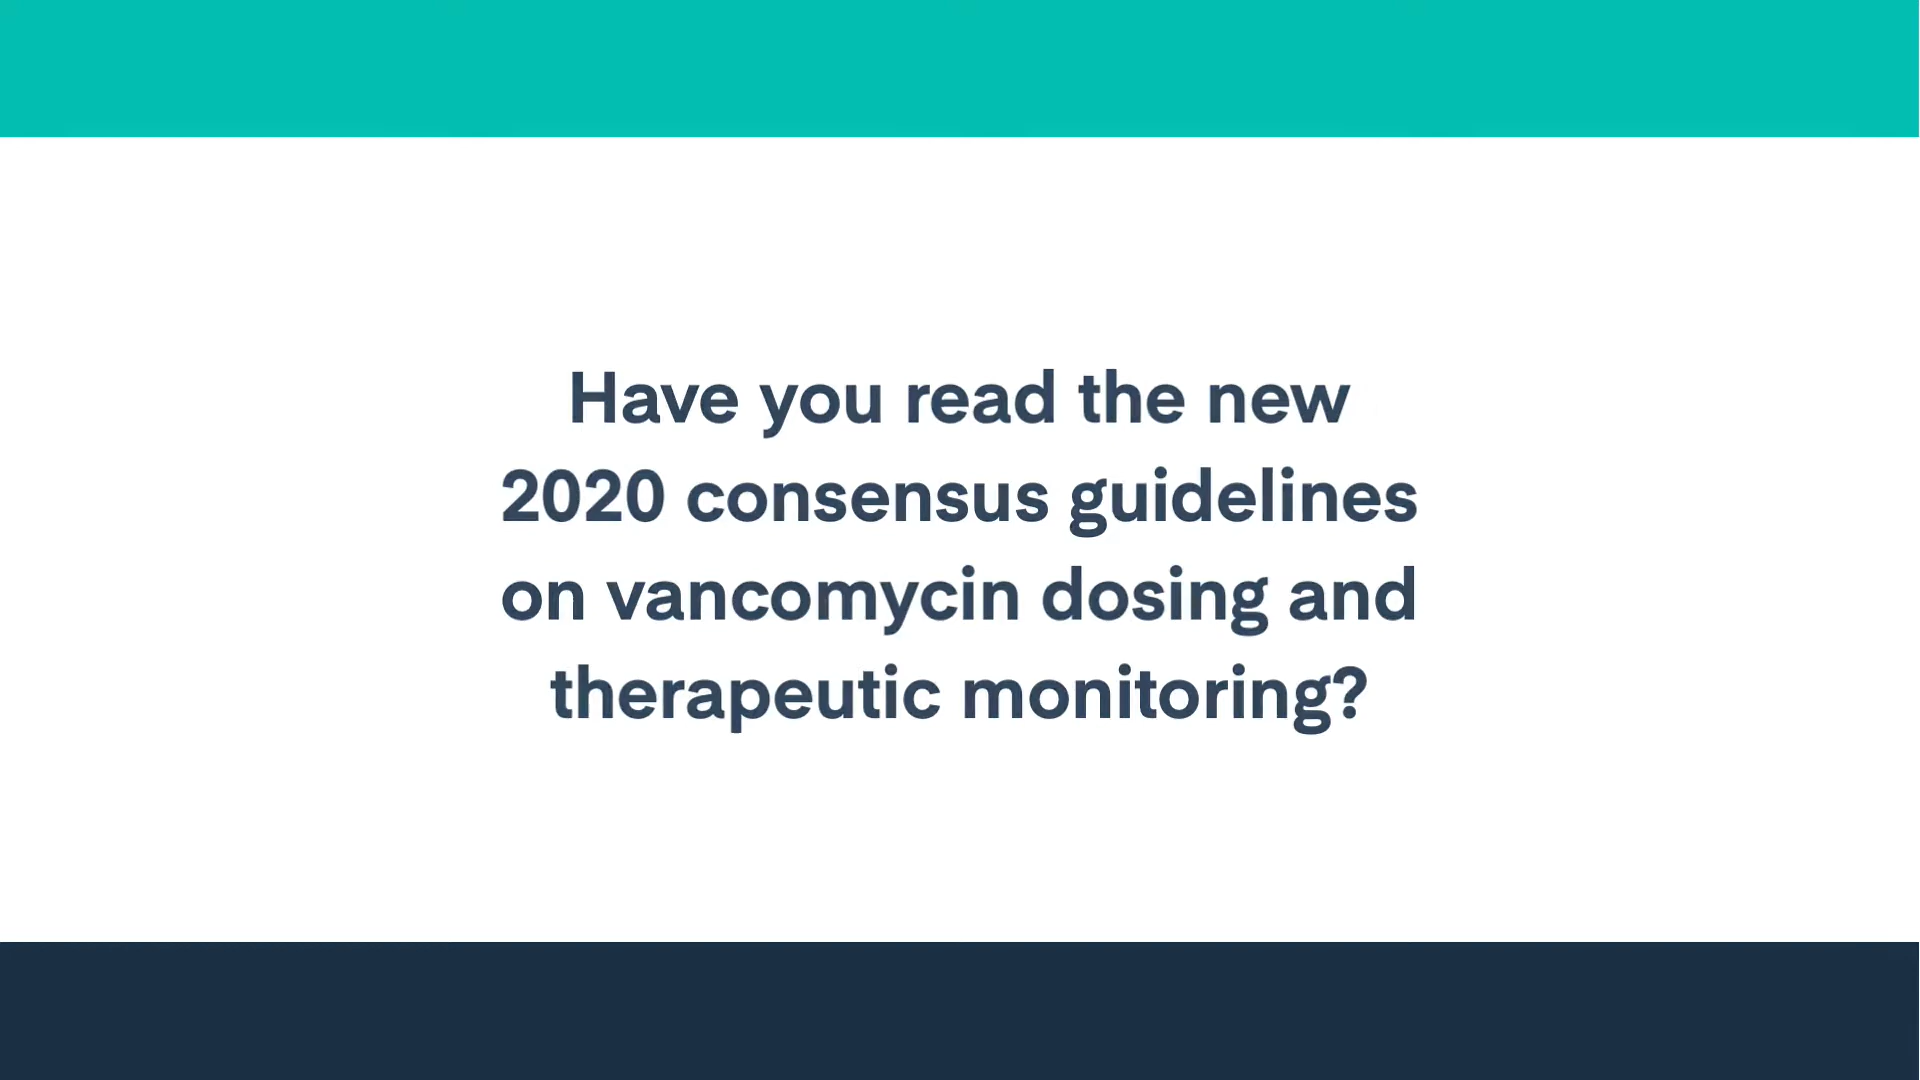 Have you read the new
2020 consensus guidelines
on vancomycin dosing and
therapeutic monitoring?